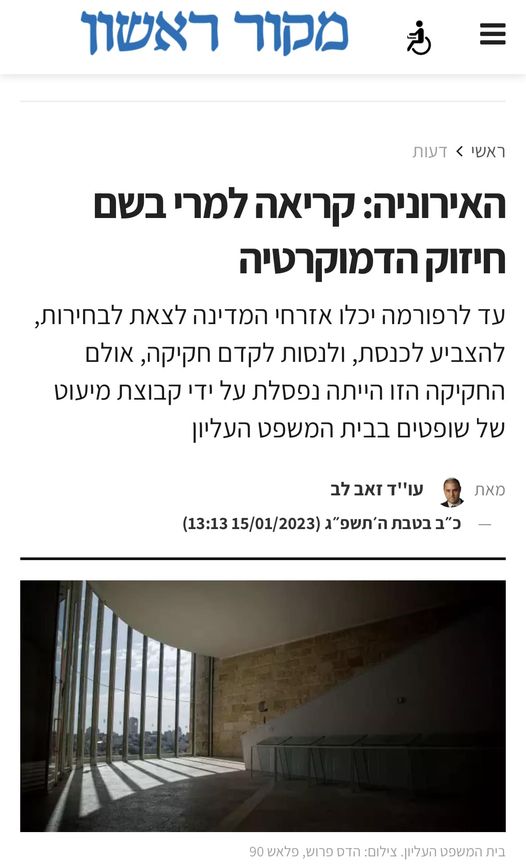 מקור ראשון
ראשי > דעות
האירוניה: קריאה למרי בשם
חיזוק הדמוקרטיה
עד לרפורמה יכלו אזרחי המדינה לצאת לבחירות,
להצביע לכנסת, ולנסות לקדם חקיקה, אולם
החקיקה הזו הייתה נפסלת על ידי קבוצת מיעוט
של שופטים בבית המשפט העליון
מאת עו''ד זאב לב
— כ״ב בטבת ה׳תשפ״ג (15/01/2023 13:13)
בית המשפט העליון. צילום: הדס פרוש, פלאש 90